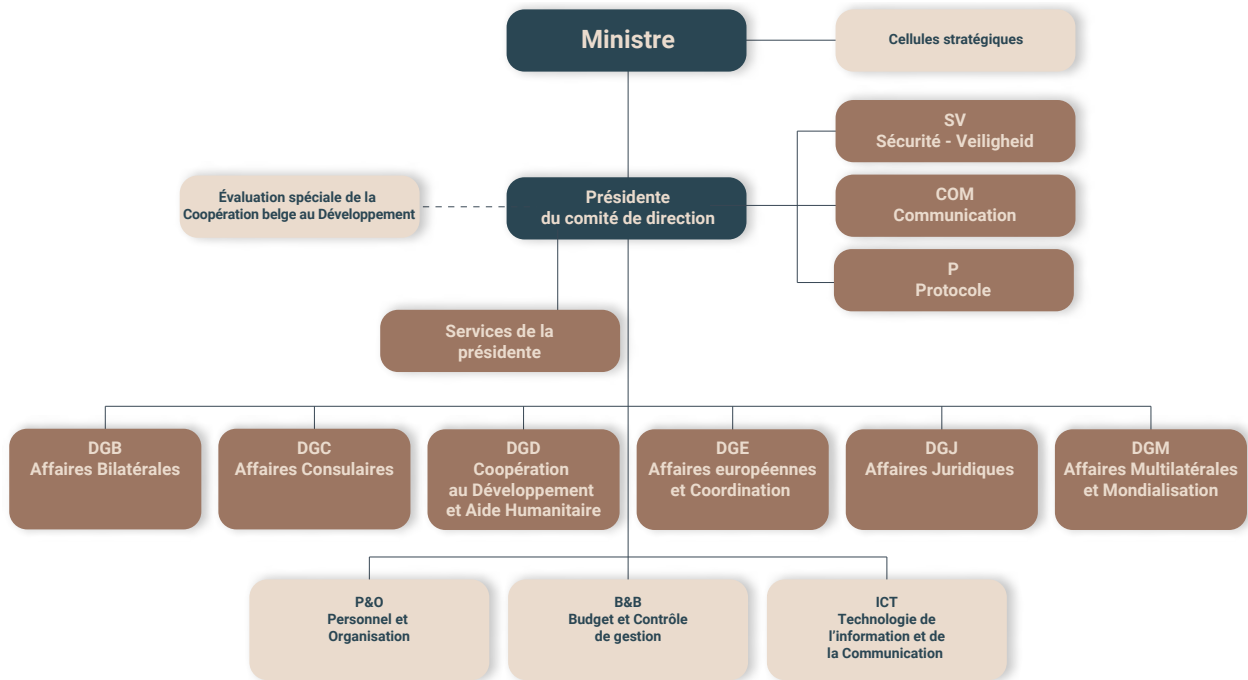 Ministre
Cellules stratégiques
SV
Sécurité - Veiligheid
Évaluation spéciale de la
Coopération belge au Développement
Présidente
du comité de direction
COM
Communication
P
Protocole
Services de la
présidente
DGB
Affaires Bilatérales
DGC
Affaires Consulaires
DGD
Coopération
au Développement
et Aide Humanitaire
DGE
Affaires européennes
et Coordination
DGJ
Affaires Juridiques
DGM
Affaires Multilatérales
et Mondialisation
P&O
Personnel et
Organisation
B&B
Budget et Contrôle
de gestion
ICT
Technologie de
l’information et de
la Communication